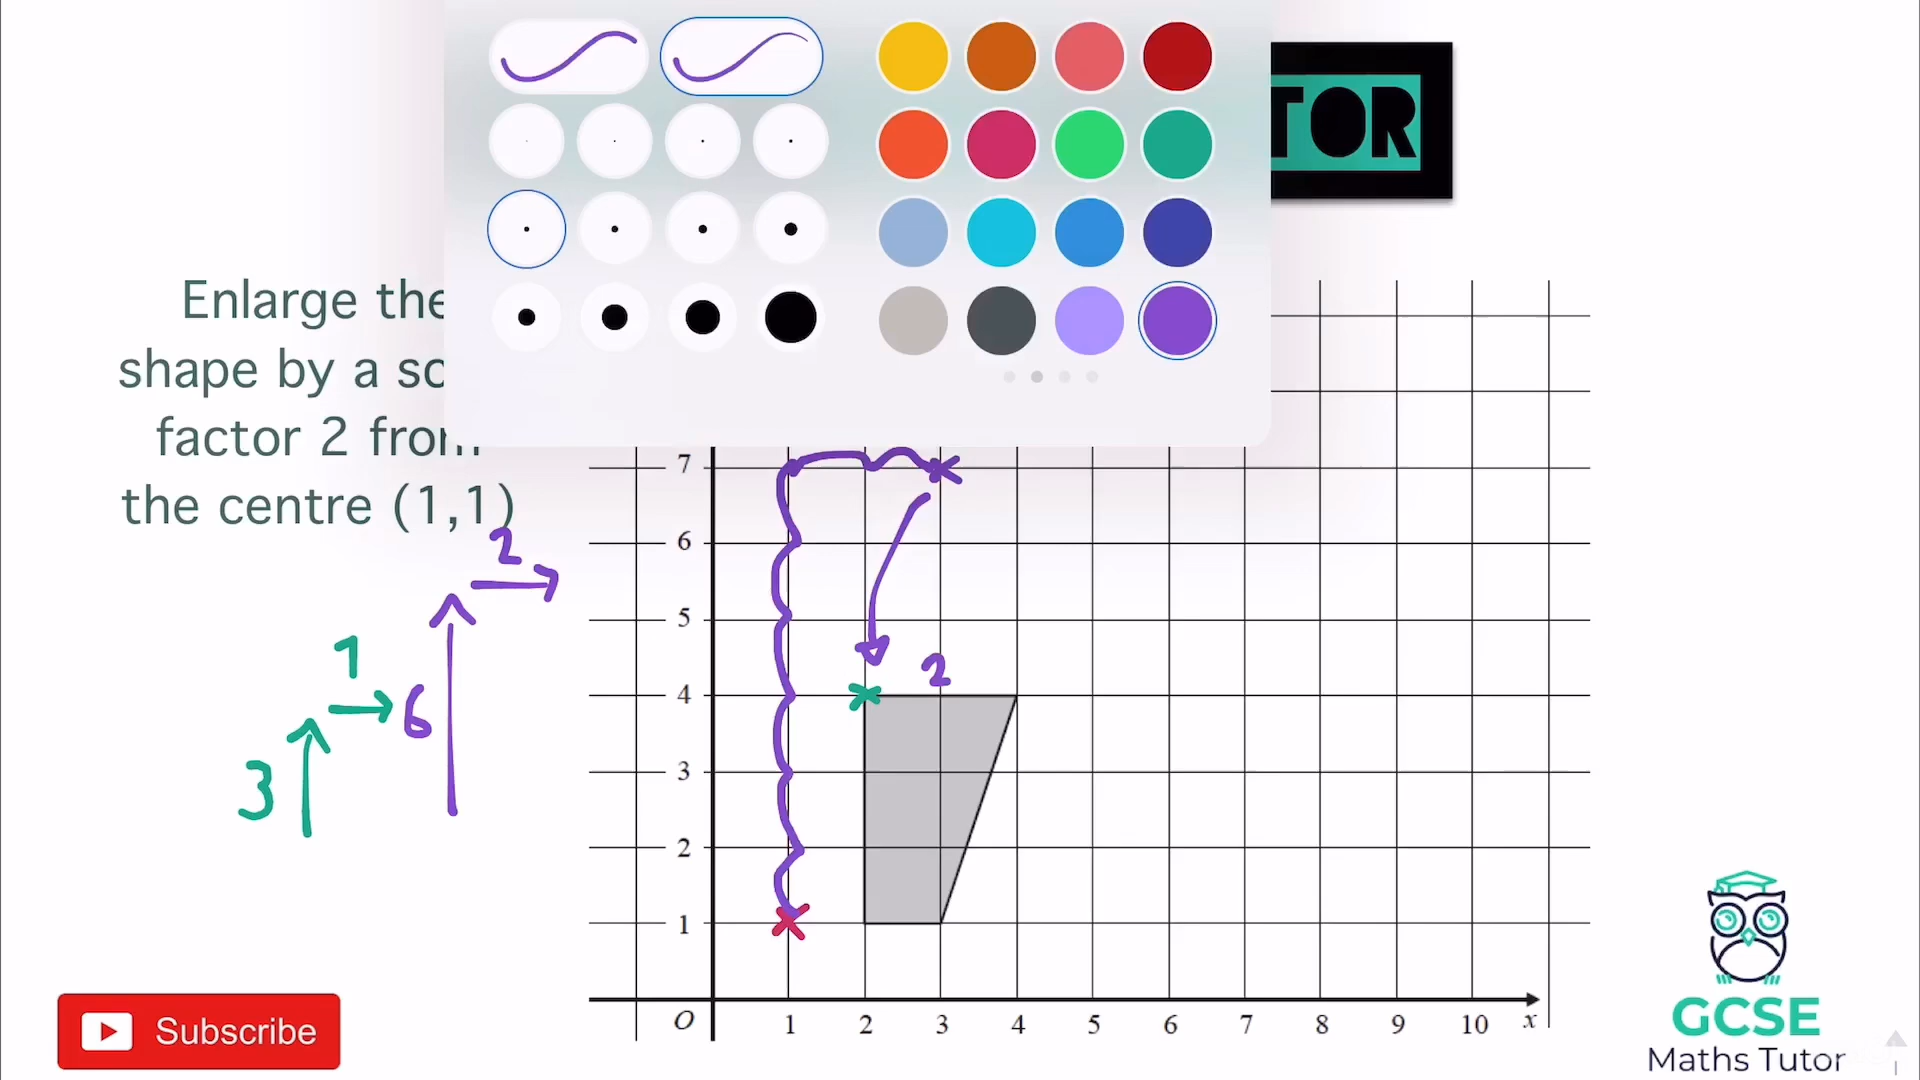 TOR
Enlarge the
shape by a sc
factor 2 from
the centre (1,1)
2
1
6
3
2
7
6
5
4
3
2
1
O 1 2 3 4 5 6 7 8 9 10 x
Subscribe
GCSE
Maths Tutor